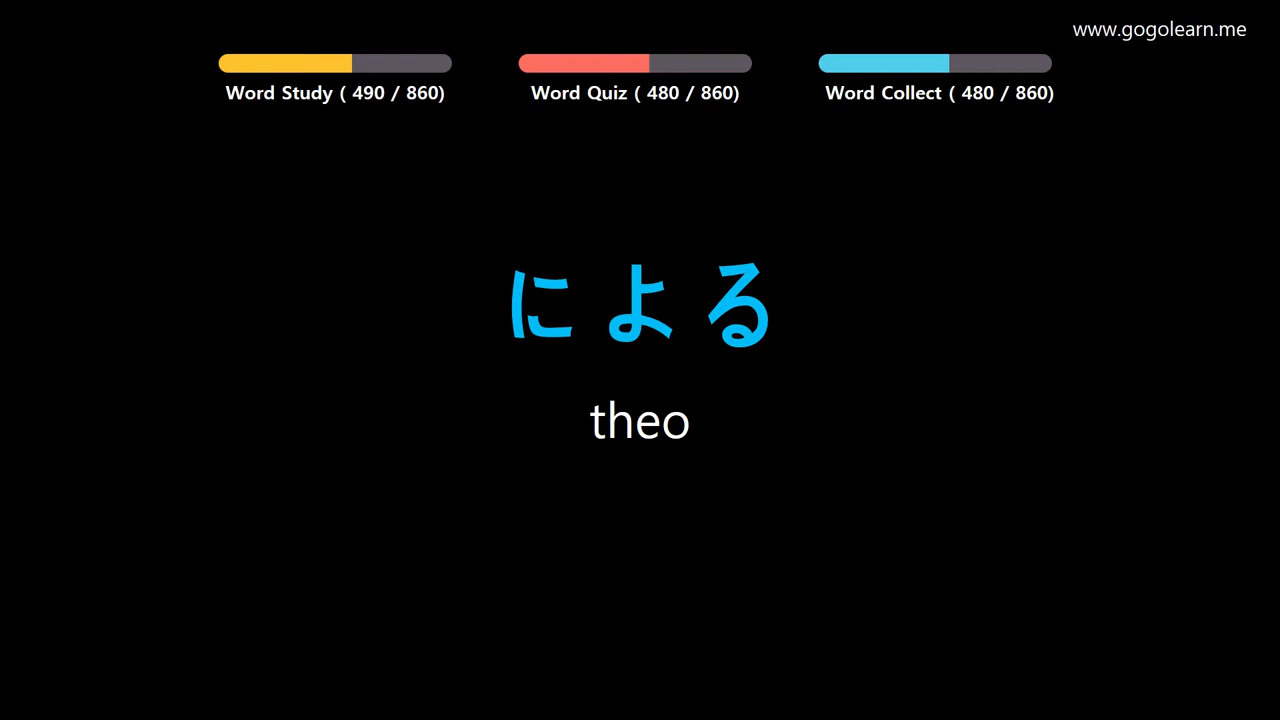 www.gogolearn.me
Word Study ( 490 / 860)
Word Quiz ( 480 / 860)
Word Collect ( 480 / 860)
による
theo